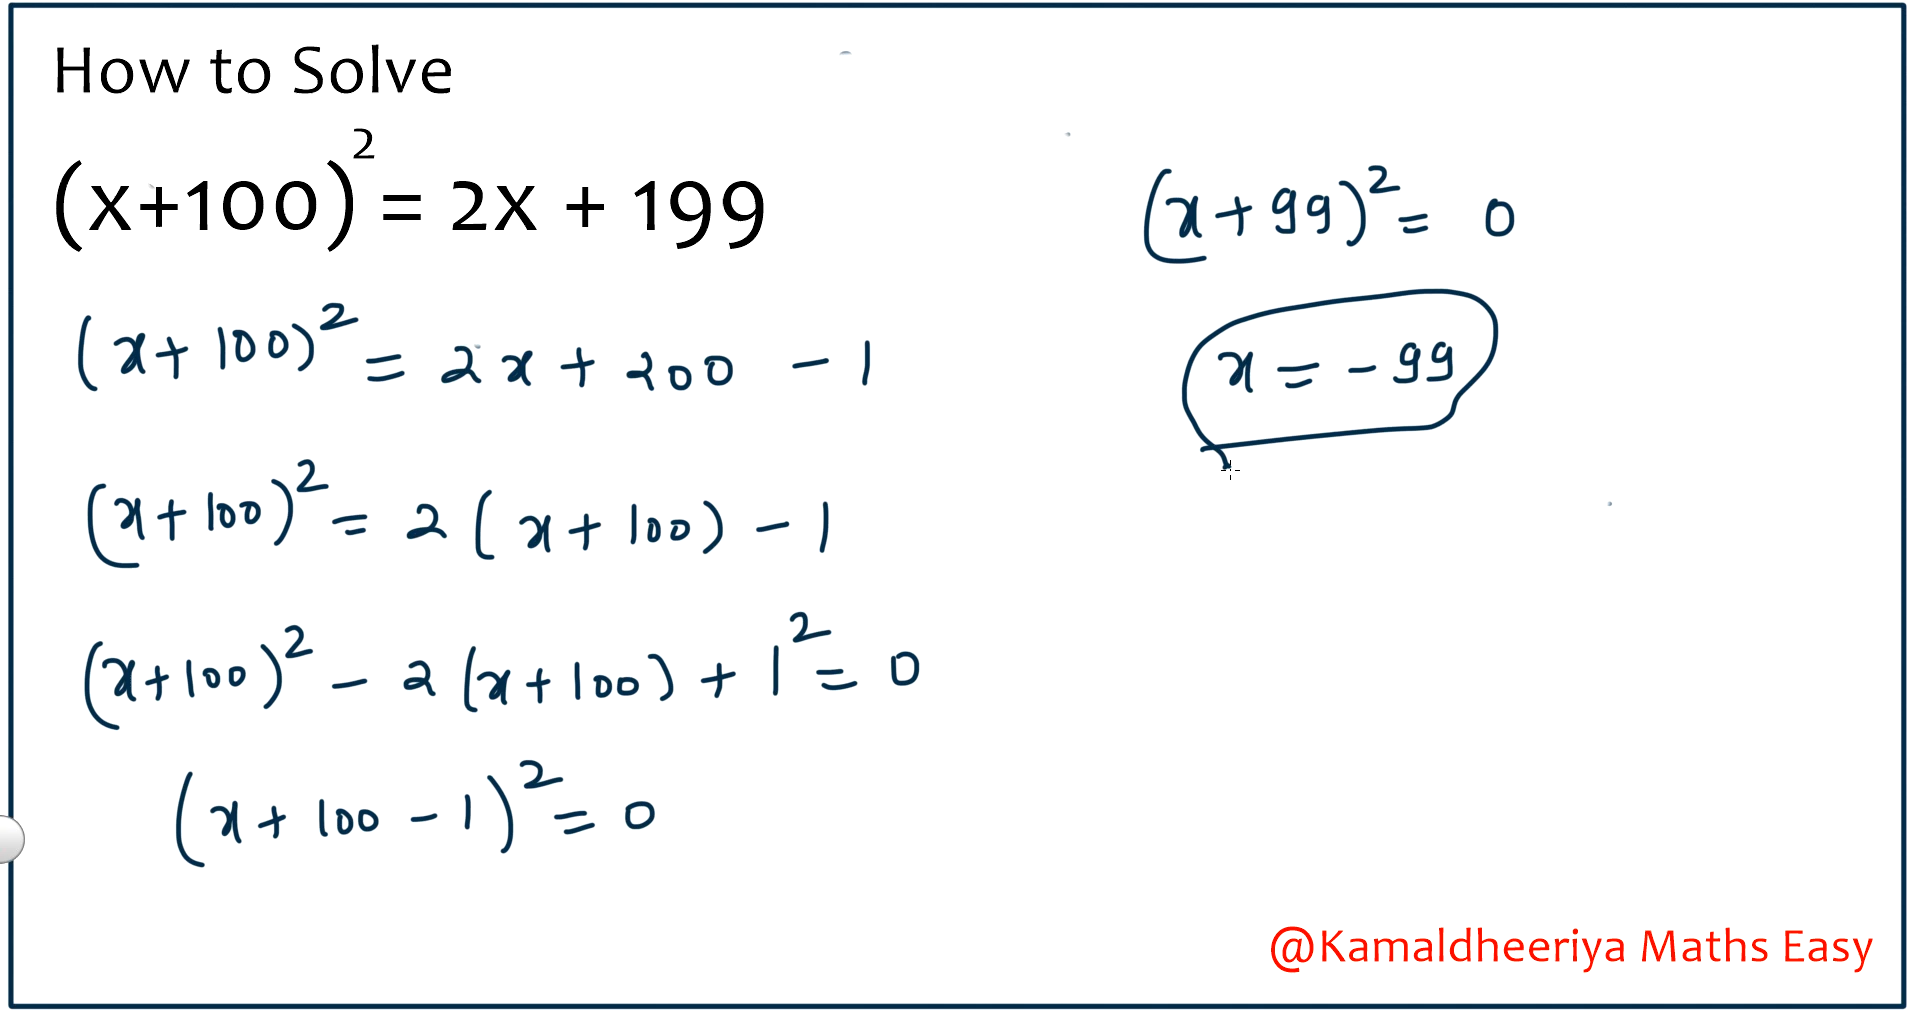 How to Solve
(x+100)² = 2x + 199
(x + 100)² = 2x + 200 - 1
(x + 100)² = 2(x + 100) - 1
(x+100)² - 2(x+100) + 1² = 0
(x + 100 - 1)² = 0
(x + 99)² = 0
x = -99
@Kamaldheeriya Maths Easy